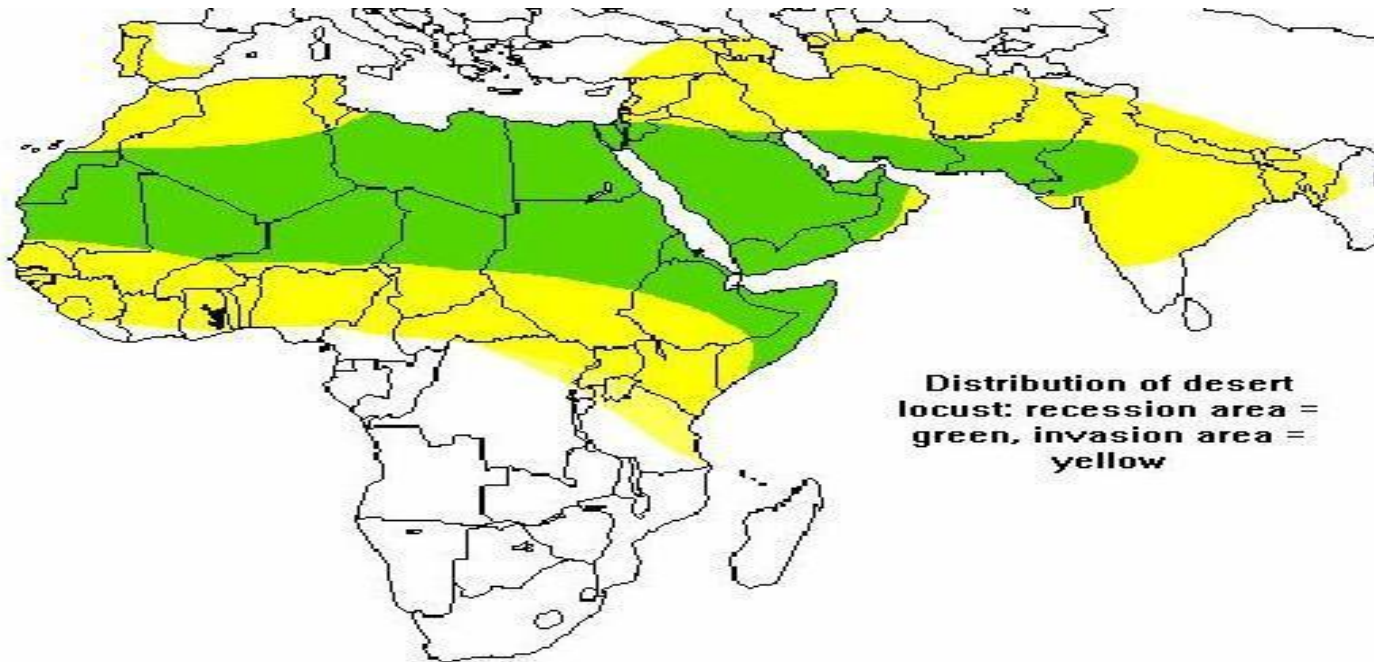 Distribution of desert
locust: recession area =
green, invasion area =
yellow